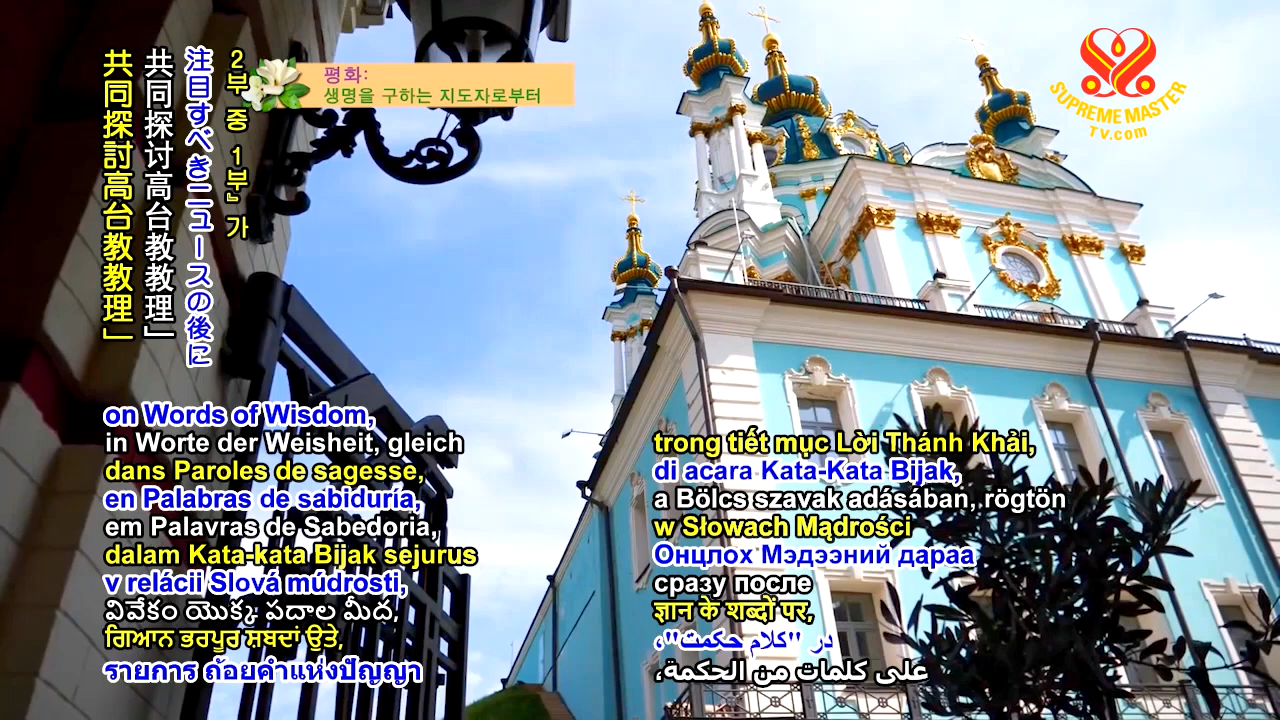 共同探討高台教教理」
共同探讨高台教教理」
注目すべきニュースの後に
2부 중 1부』가
평화:
생명을 구하는 지도자로부터
SUPREME MASTER
TV.com
on Words of Wisdom,
in Worte der Weisheit, gleich
dans Paroles de sagesse,
en Palabras de sabiduría,
em Palavras de Sabedoria,
dalam Kata-kata Bijak sejurus
v relácii Slová múdrosti,
వివేకం యొక్క పదాల మీద,
ਗਿਆਨ ਭਰਪੂਰ ਸ਼ਬਦਾਂ ਉਤੇ,
รายการ ถ้อยคำแห่งปัญญา
trong tiết mục Lời Thánh Khải,
di acara Kata-Kata Bijak,
a Bölcs szavak adásában, rögtön
w Słowach Mądrości
Онцлох Мэдээний дараа
сразу после
ज्ञान के शब्दों पर,
در "کلام حکمت"،
على كلمات من الحكمة،